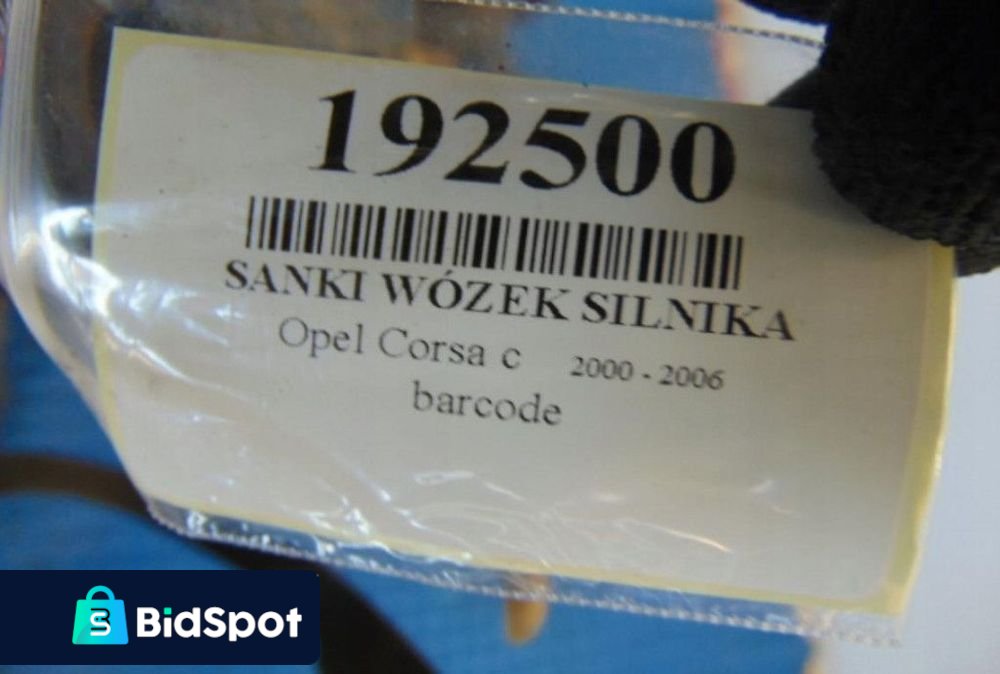 192500
SANKI WÓZEK SILNIKA
Opel Corsa c 2000 - 2006
barcode
BidSpot